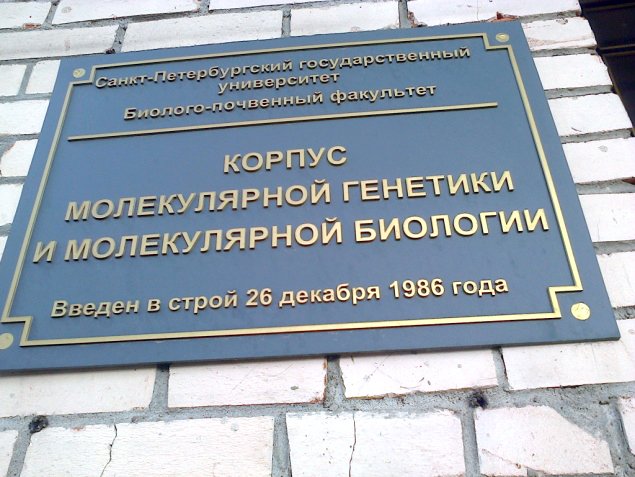 Санкт-Петербургский государственный
университет
Биолого-почвенный факультет
КОРПУС
МОЛЕКУЛЯРНОЙ ГЕНЕТИКИ
И МОЛЕКУЛЯРНОЙ БИОЛОГИИ
Введен в строй 26 декабря 1986 года